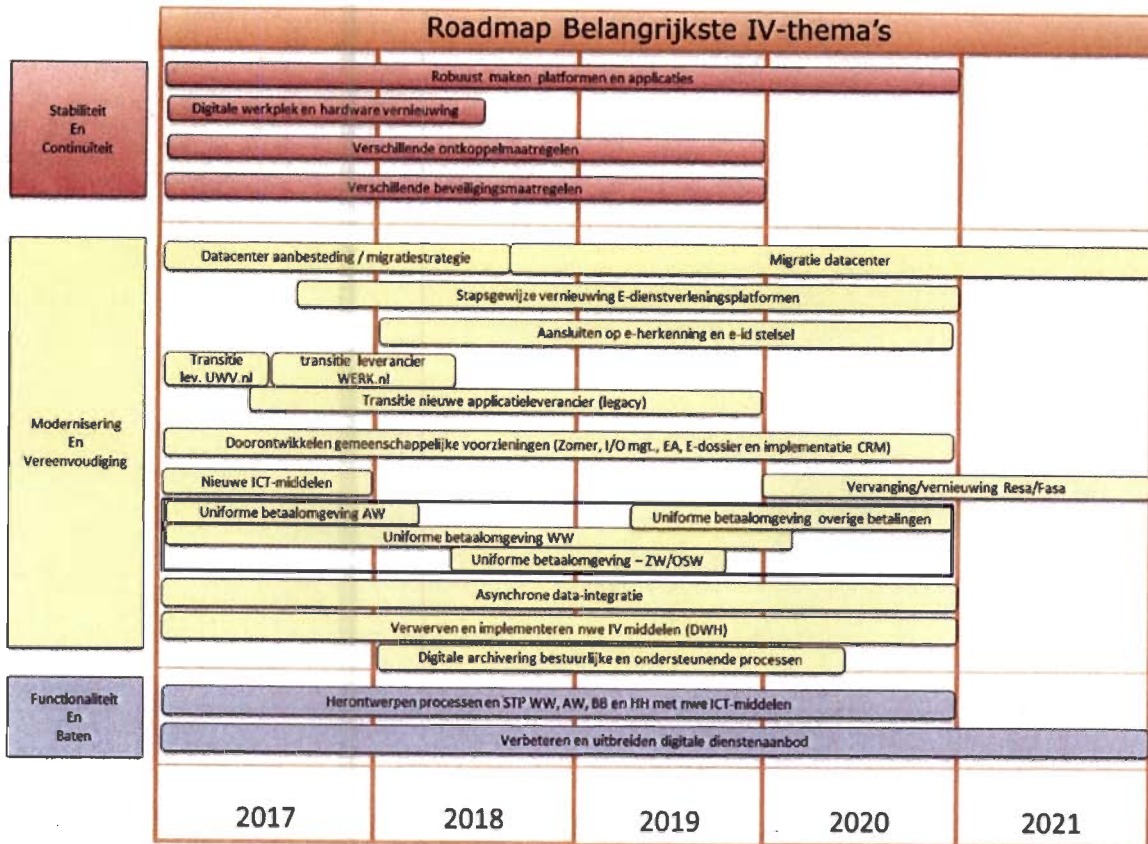 Roadmap Belangrijkste IV-thema's
Stabiliteit
En
Continuïteit
Robuust maken platformen en applicaties
Digitale werkplek en hardware vernieuwing
Verschillende ontkoppelmaatregelen
Verschillende beveiligingsmaatregelen
Modernisering
En
Vereenvoudiging
Datacenter aanbesteding / migratiestrategie
Migratie datacenter
Stapsgewijze vernieuwing E-dienstverleningsplatformen
Aansluiten op e-herkenning en e-id stelsel
Transitie
lev. UWV.nl
transitie leverancier
WERK.nl
Transitie nieuwe applicatieleverancier (legacy)
Doorontwikkelen gemeenschappelijke voorzieningen (Zomer, I/O mgt., EA, E-dossier en implementatie CRM)
Nieuwe ICT-middelen
Vervanging/vernieuwing Resa/Fasa
Uniforme betaalomgeving AW
Uniforme betaalomgeving overige betalingen
Uniforme betaalomgeving WW
Uniforme betaalomgeving – ZW/OSW
Asynchrone data-integratie
Verwerven en implementeren nwe IV middelen (DWH)
Digitale archivering bestuurlijke en ondersteunende processen
Functionaliteit
En
Baten
Herontwerpen processen en STP WW, AW, BB en HH met nwe ICT-middelen
Verbeteren en uitbreiden digitale dienstenaanbod
2017
2018
2019
2020
2021